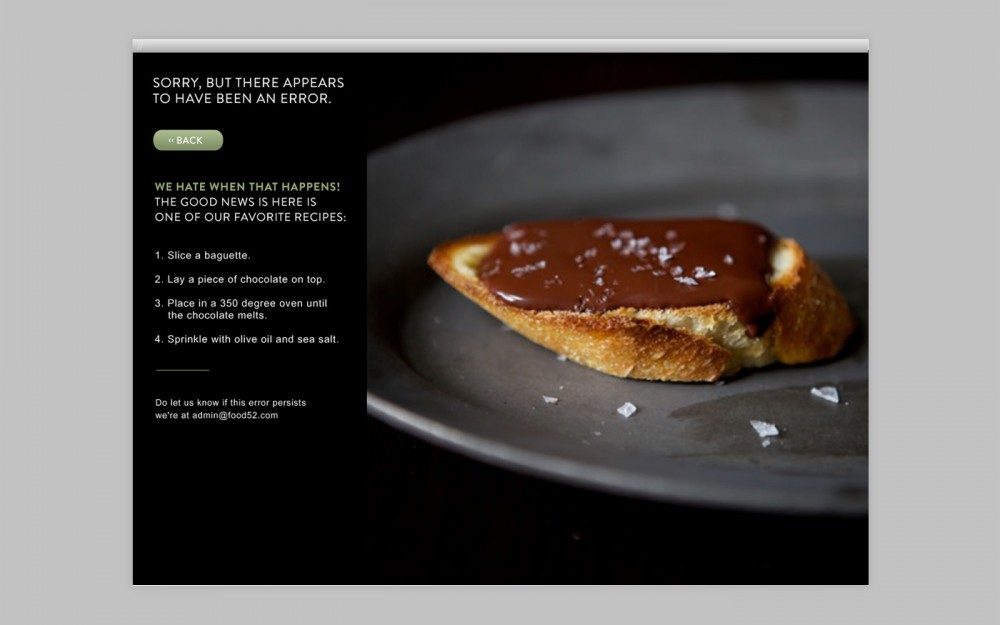 SORRY, BUT THERE APPEARS
TO HAVE BEEN AN ERROR.
‹‹ BACK
WE HATE WHEN THAT HAPPENS!
THE GOOD NEWS IS HERE IS
ONE OF OUR FAVORITE RECIPES:
1. Slice a baguette.
2. Lay a piece of chocolate on top.
3. Place in a 350 degree oven until
the chocolate melts.
4. Sprinkle with olive oil and sea salt.
Do let us know if this error persists
we're at admin@food52.com